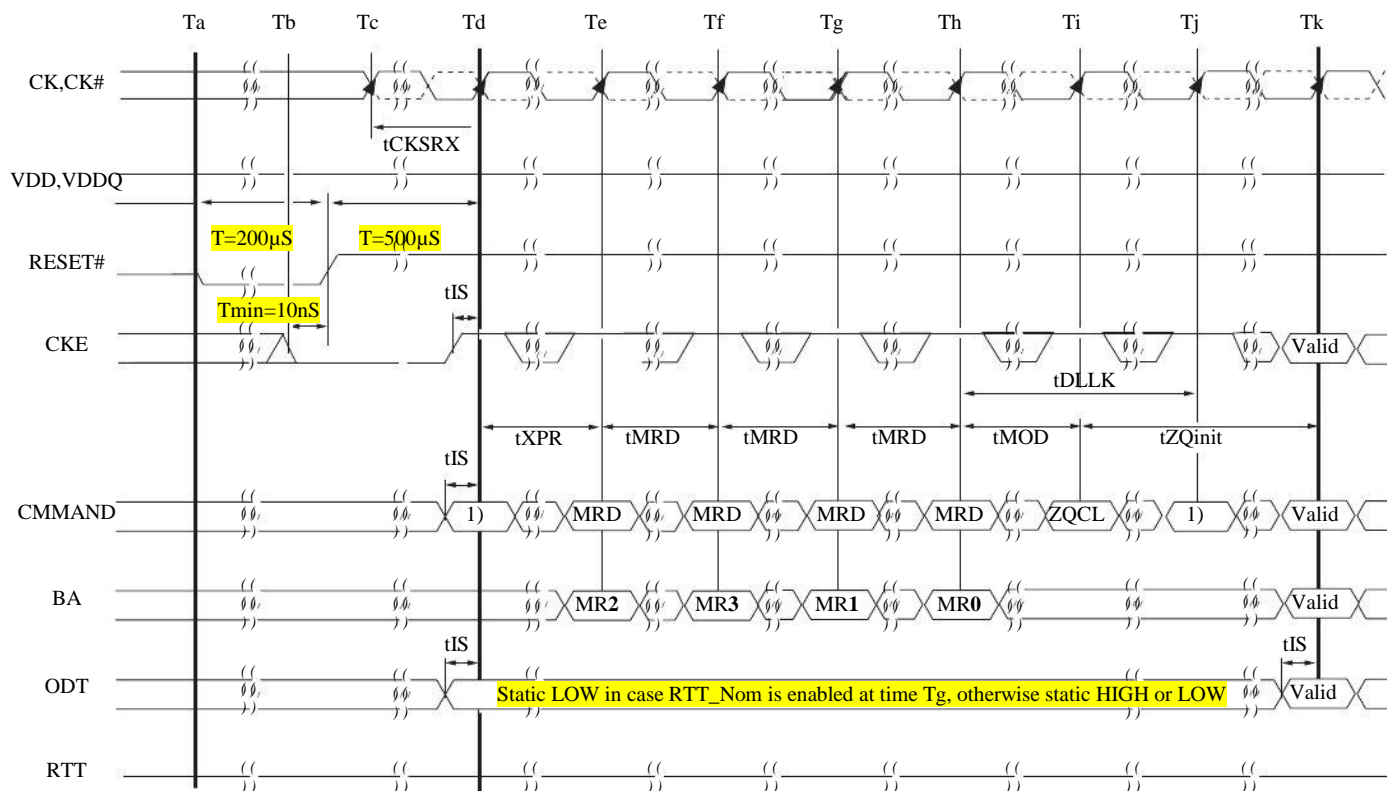 Ta Tb Tc Td Te Tf Tg Th Ti Tj Tk
CK,CK#
tCKSRX
VDD,VDDQ
T=200µS T=500µS
RESET#
Tmin=10nS tIS
CKE Valid
tDLLK
tXPR tMRD tMRD tMRD tMOD tZQinit
tIS
CMMAND 1) MRD MRD MRD MRD ZQCL 1) Valid
BA MR2 MR3 MR1 MR0 Valid
tIS tIS
ODT Static LOW in case RTT_Nom is enabled at time Tg, otherwise static HIGH or LOW Valid
RTT